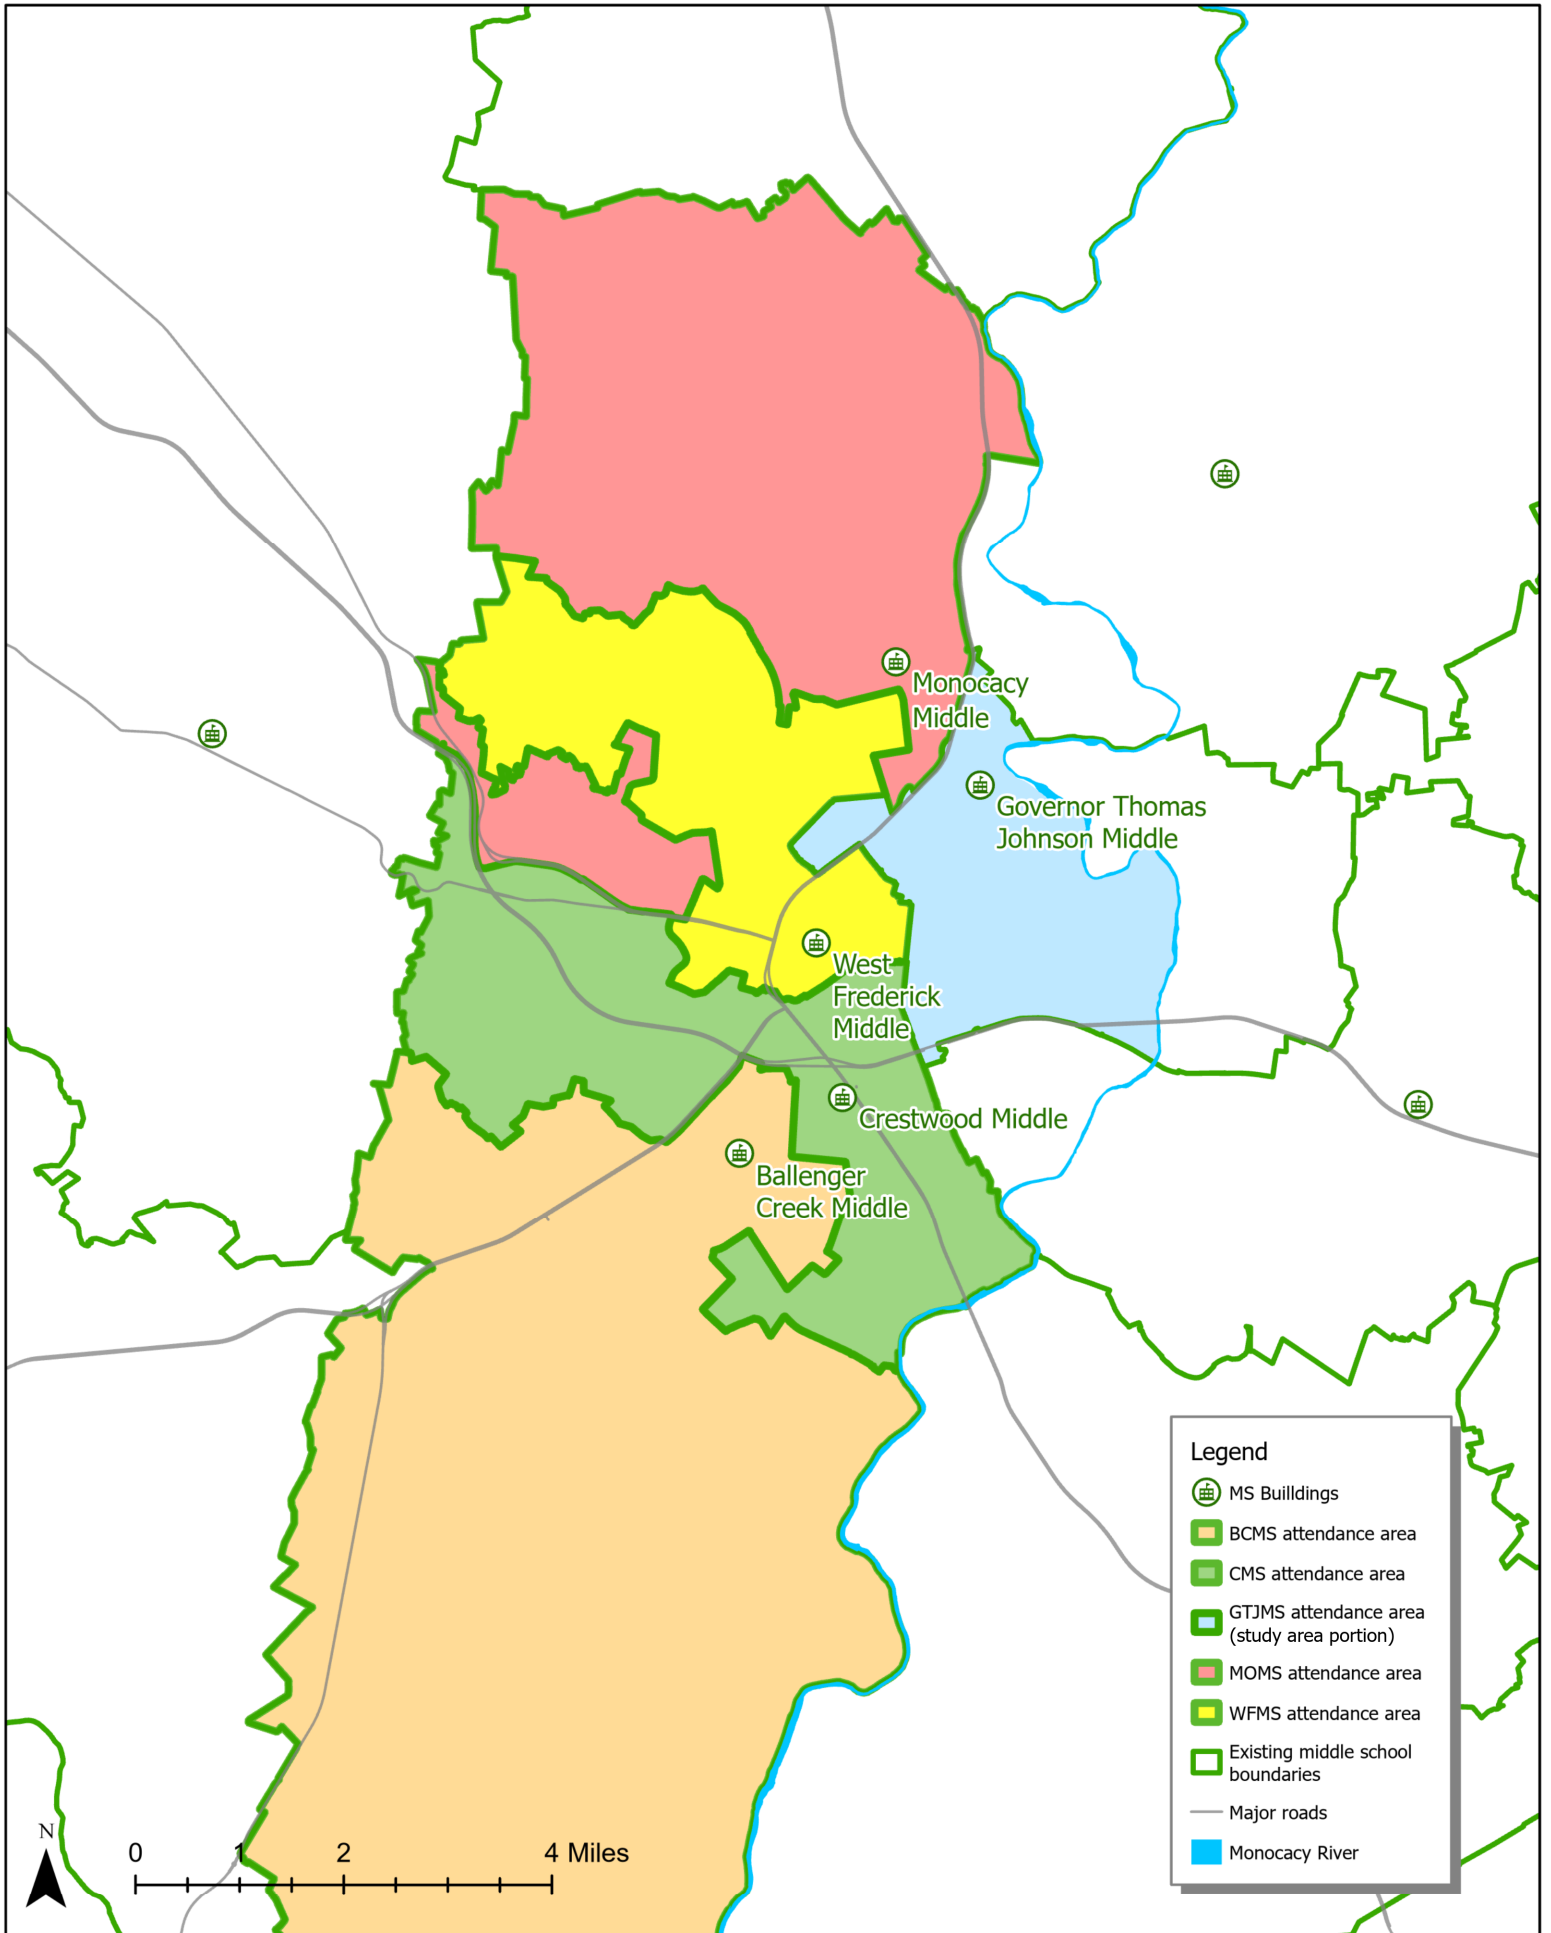 Monocacy
Middle
Governor Thomas
Johnson Middle
West
Frederick
Middle
Crestwood Middle
Ballenger
Creek Middle
Legend
MS Builldings
BCMS attendance area
CMS attendance area
GTJMS attendance area
(study area portion)
MOMS attendance area
WFMS attendance area
Existing middle school
boundaries
Major roads
Monocacy River
N
0 1 2 4 Miles